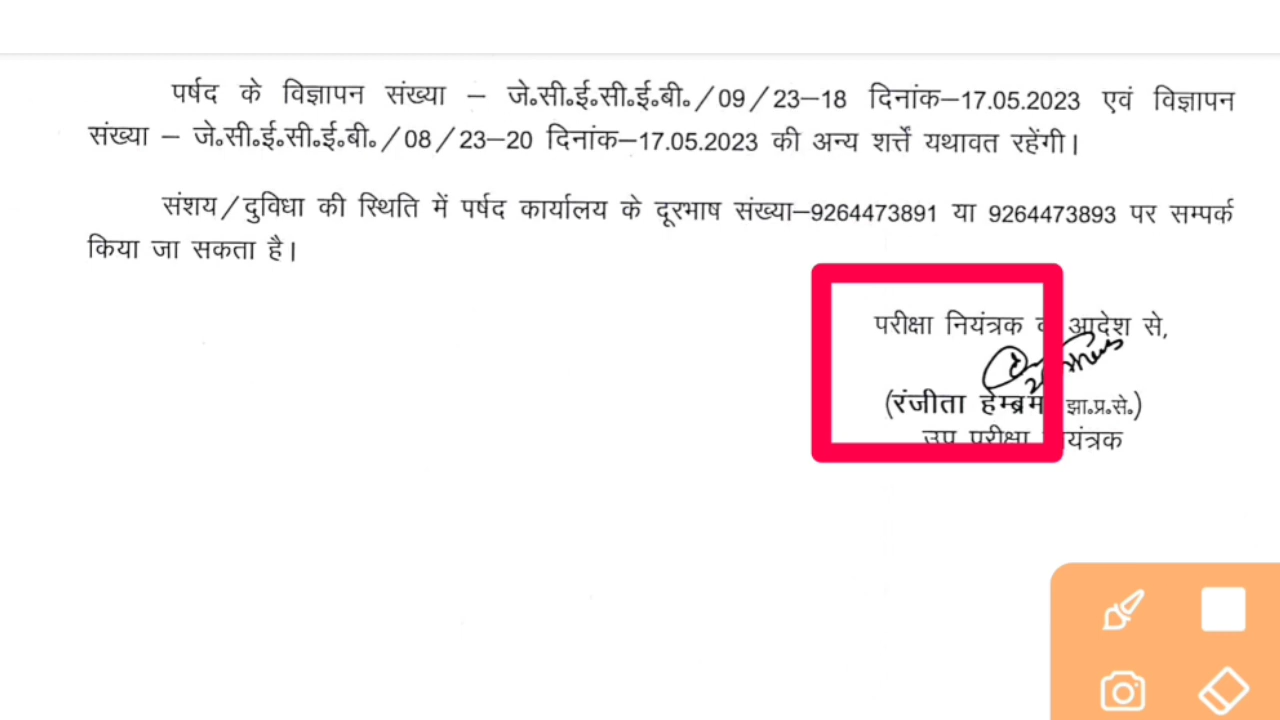 पर्षद के विज्ञापन संख्या – जे॰सी॰ई॰सी॰ई॰बी॰/09/23–18 दिनांक–17.05.2023 एवं विज्ञापन
संख्या – जे॰सी॰ई॰सी॰ई॰बी॰/08/23–20 दिनांक–17.05.2023 की अन्य शर्त्तें यथावत रहेंगी।
संशय/दुविधा की स्थिति में पर्षद कार्यालय के दूरभाष संख्या–9264473891 या 9264473893 पर सम्पर्क
किया जा सकता है।
परीक्षा नियंत्रक आदेश से,
(रंजीता हेम्ब्रम झा॰प्र॰से॰)
उप परीक्षा